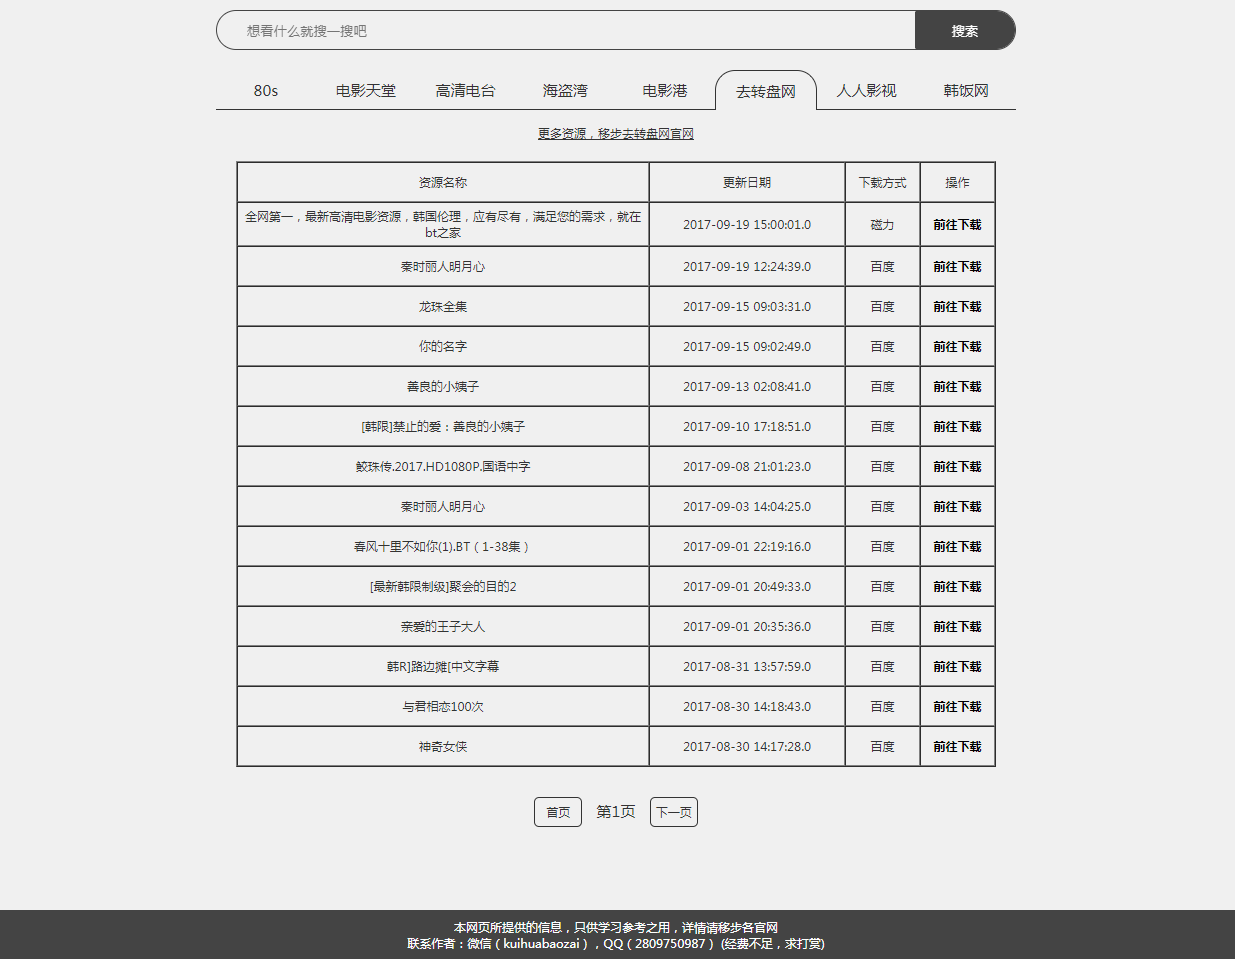 想看什么就搜一搜吧
搜索
80s 电影天堂 高清电台 海盗湾 电影港 去转盘网 人人影视 韩饭网
更多资源，移步去转盘网官网
资源名称 更新日期 下载方式 操作
全网第一，最新高清电影资源，韩国伦理，应有尽有，满足您的需求，就在
bt之家 2017-09-19 15:00:01.0 磁力 前往下载
秦时丽人明月心 2017-09-19 12:24:39.0 百度 前往下载
龙珠全集 2017-09-15 09:03:31.0 百度 前往下载
你的名字 2017-09-15 09:02:49.0 百度 前往下载
善良的小姨子 2017-09-13 02:08:41.0 百度 前往下载
[韩限]禁止的爱：善良的小姨子 2017-09-10 17:18:51.0 百度 前往下载
鲛珠传.2017.HD1080P.国语中字 2017-09-08 21:01:23.0 百度 前往下载
秦时丽人明月心 2017-09-03 14:04:25.0 百度 前往下载
春风十里不如你(1).BT（1-38集） 2017-09-01 22:19:16.0 百度 前往下载
[最新韩限制级]聚会的目的2 2017-09-01 20:49:33.0 百度 前往下载
亲爱的王子大人 2017-09-01 20:35:36.0 百度 前往下载
韩R]路边摊[中文字幕 2017-08-31 13:57:59.0 百度 前往下载
与君相恋100次 2017-08-30 14:18:43.0 百度 前往下载
神奇女侠 2017-08-30 14:17:28.0 百度 前往下载
首页 第1页 下一页
本网页所提供的信息，只供学习参考之用，详情请移步各官网
联系作者：微信（kuihuabaozai），QQ（2809750987） (经费不足，求打赏)